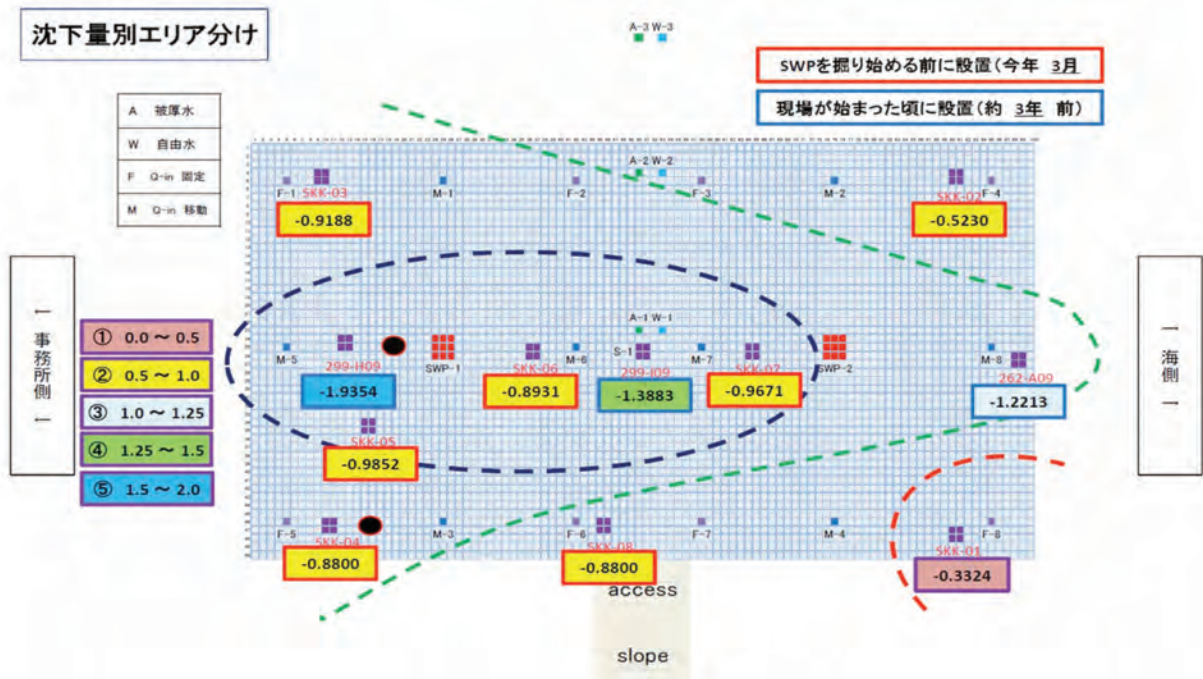 沈下量別エリア分け
A-3 W-3
SWPを掘り始める前に設置(今年 3月
現場が始まった頃に設置(約 3年 前)
A 被厚水
W 自由水
F Q-in 固定
M Q-in 移動
A-2 W-2
F-1 SKK-03
M-1
F-2
F-3
M-2
SKK-02 F-4
-0.9188
-0.5230
← 事務所側 ←
← 海側 ←
① 0.0 ~ 0.5
② 0.5 ~ 1.0
③ 1.0 ~ 1.25
④ 1.25 ~ 1.5
⑤ 1.5 ~ 2.0
A-1 W-1
M-5
299-H09
SWP-1
SKK-06
M-6
S-1
299-I09
M-7
SKK-07
SWP-2
M-8
262-A09
-1.9354
-0.8931
-1.3883
-0.9671
-1.2213
SKK-05
-0.9852
F-5
SKK-04
M-3
F-6
SKK-08
F-7
M-4
SKK-01
F-8
-0.8800
-0.8800
-0.3324
access
slope